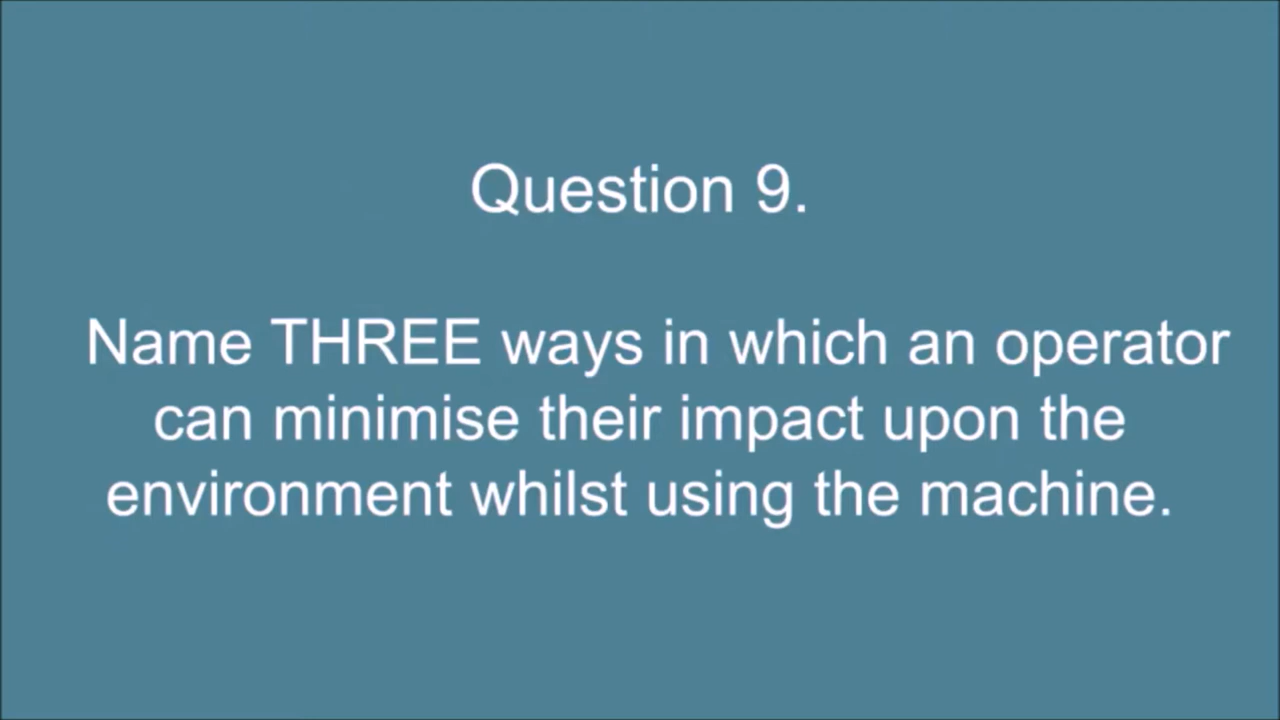 Question 9.
Name THREE ways in which an operator
can minimise their impact upon the
environment whilst using the machine.